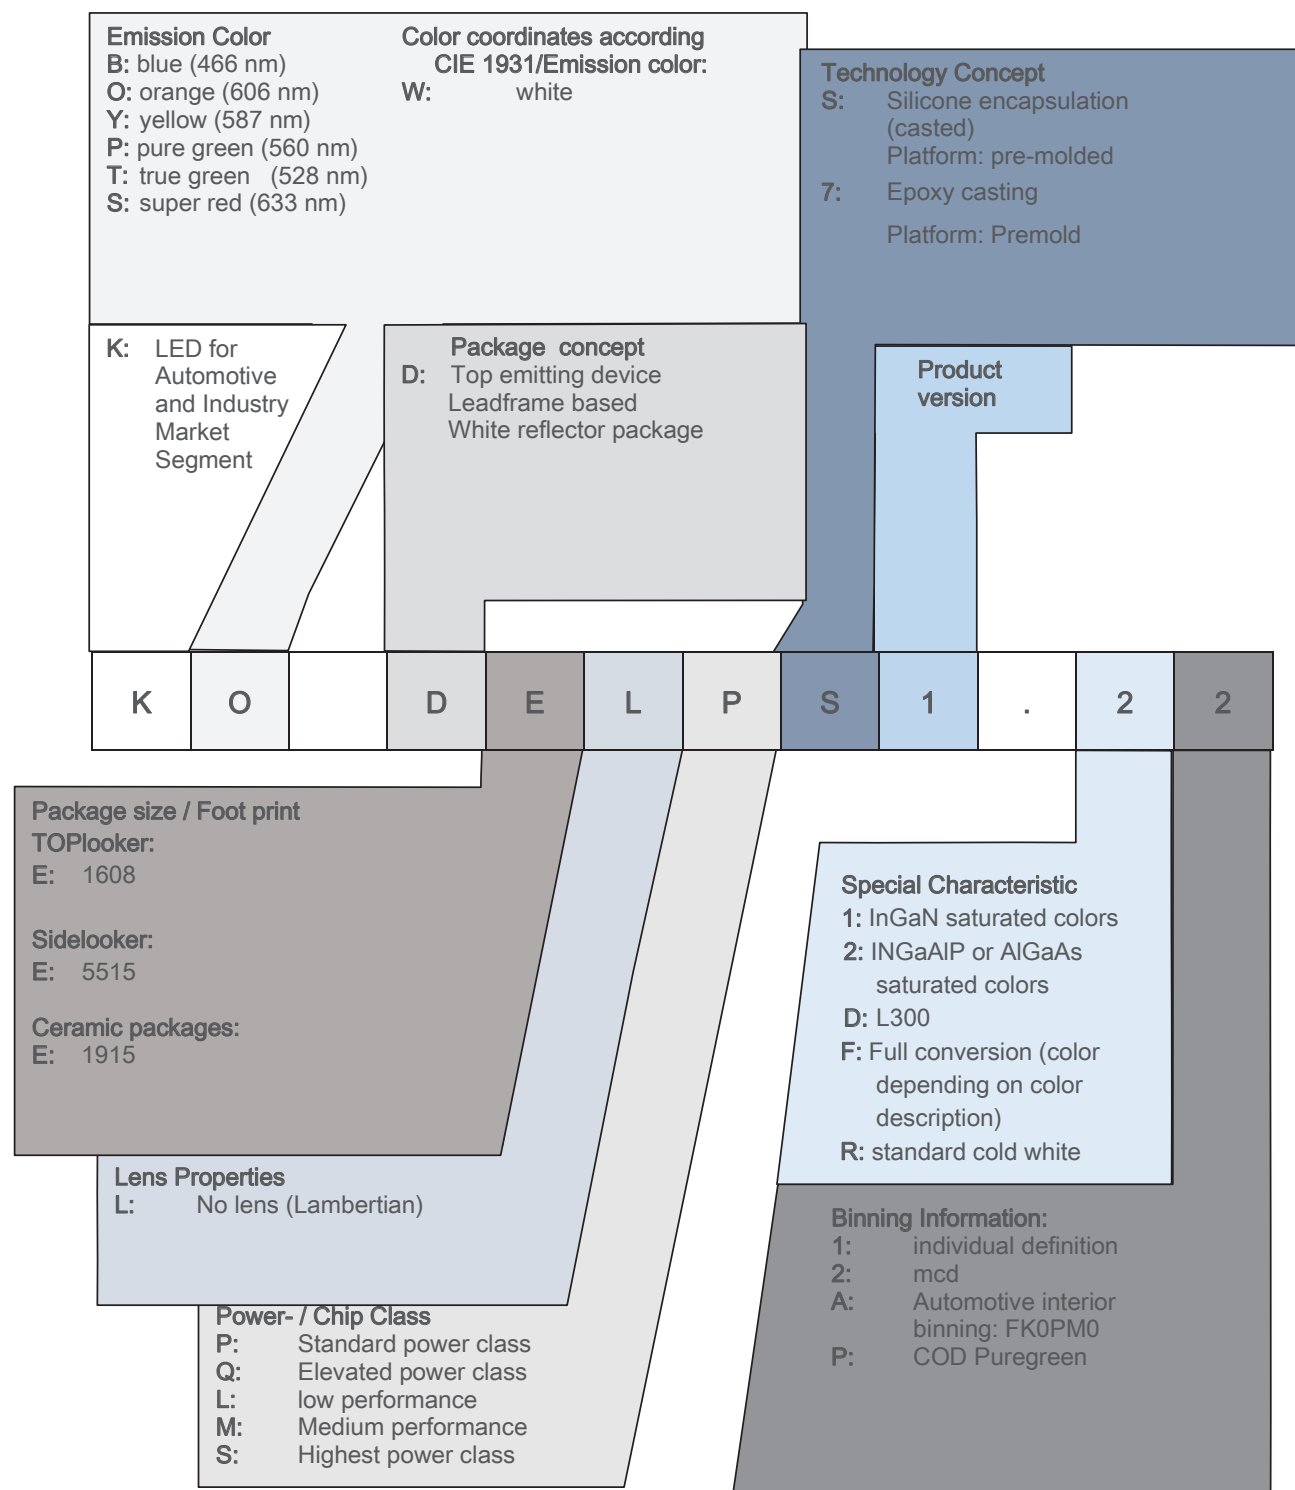 Emission Color
B: blue (466 nm)
O: orange (606 nm)
Y: yellow (587 nm)
P: pure green (560 nm)
T: true green (528 nm)
S: super red (633 nm)
Color coordinates according
CIE 1931/Emission color:
W: white
Technology Concept
S: Silicone encapsulation
(casted)
Platform: pre-molded
7: Epoxy casting
Platform: Premold
K: LED for
Automotive
and Industry
Market
Segment
Package concept
D: Top emitting device
Leadframe based
White reflector package
Product
version
K O D E L P S 1 . 2 2
Package size / Foot print
TOPlooker:
E: 1608
Sidelooker:
E: 5515
Ceramic packages:
E: 1915
Lens Properties
L: No lens (Lambertian)
Power- / Chip Class
P: Standard power class
Q: Elevated power class
L: low performance
M: Medium performance
S: Highest power class
Special Characteristic
1: InGaN saturated colors
2: INGaAlP or AlGaAs
saturated colors
D: L300
F: Full conversion (color
depending on color
description)
R: standard cold white
Binning Information:
1: individual definition
2: mcd
A: Automotive interior
binning: FK0PM0
P: COD Puregreen